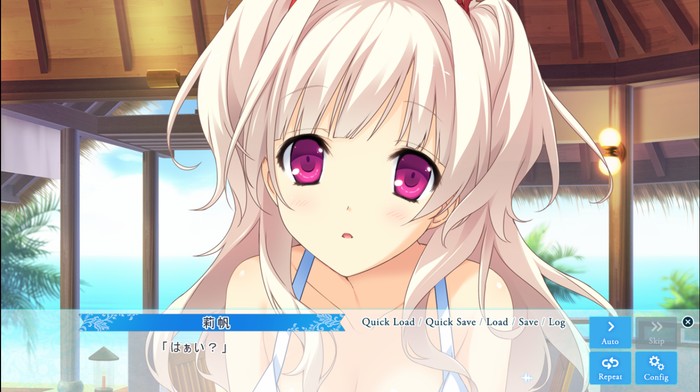 莉帆
Quick Load / Quick Save / Load / Save / Log
「はぁい？」
Auto
Skip
Repeat
Config